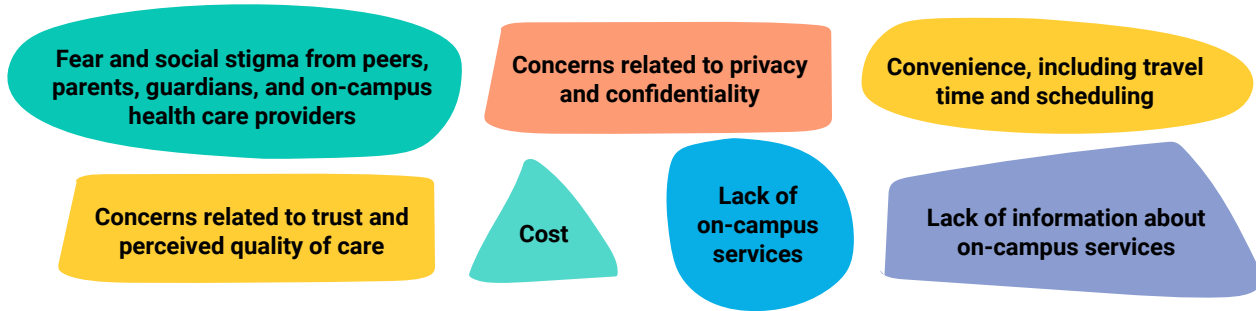 Fear and social stigma from peers,
parents, guardians, and on-campus
health care providers
Concerns related to privacy
and confidentiality
Convenience, including travel
time and scheduling
Concerns related to trust and
perceived quality of care
Cost
Lack of
on-campus
services
Lack of information about
on-campus services